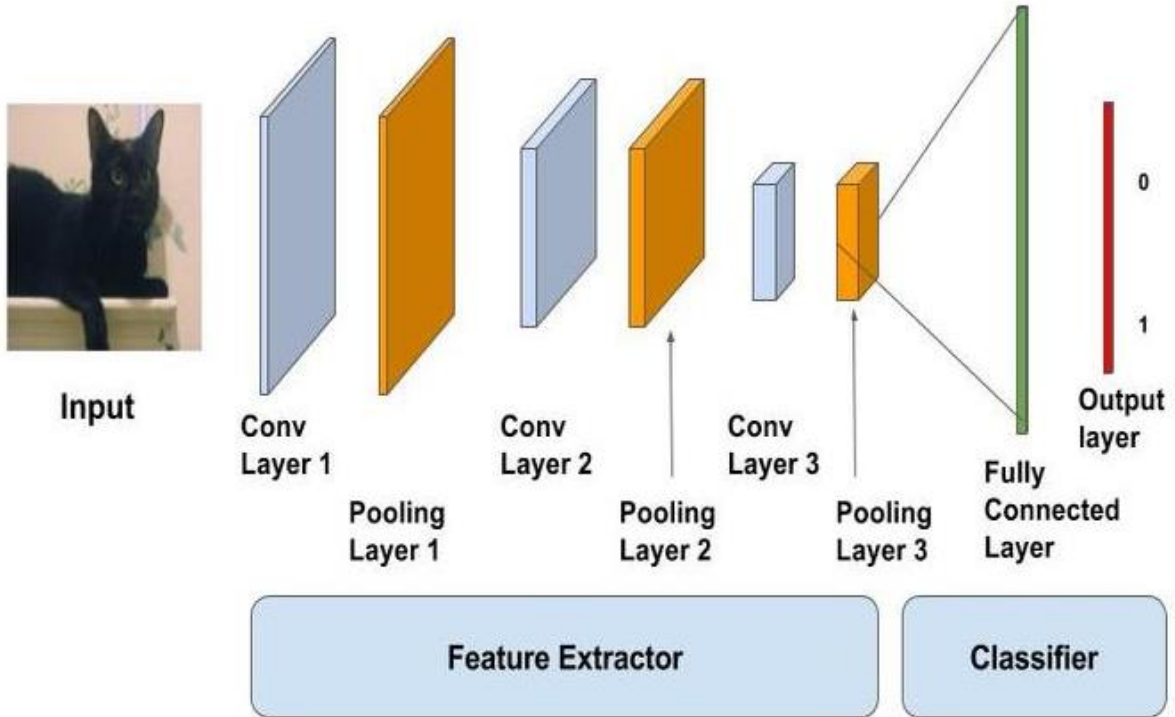 Input
Conv
Layer 1
Pooling
Layer 1
Conv
Layer 2
Pooling
Layer 2
Conv
Layer 3
Pooling
Layer 3
Fully
Connected
Layer
0
1
Output
layer
Feature Extractor
Classifier